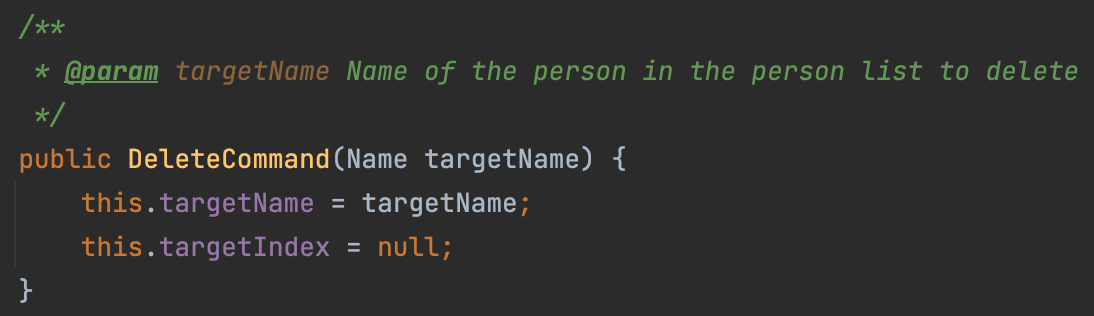 /**
 * @param targetName Name of the person in the person list to delete
 */
public DeleteCommand(Name targetName) {
    this.targetName = targetName;
    this.targetIndex = null;
}